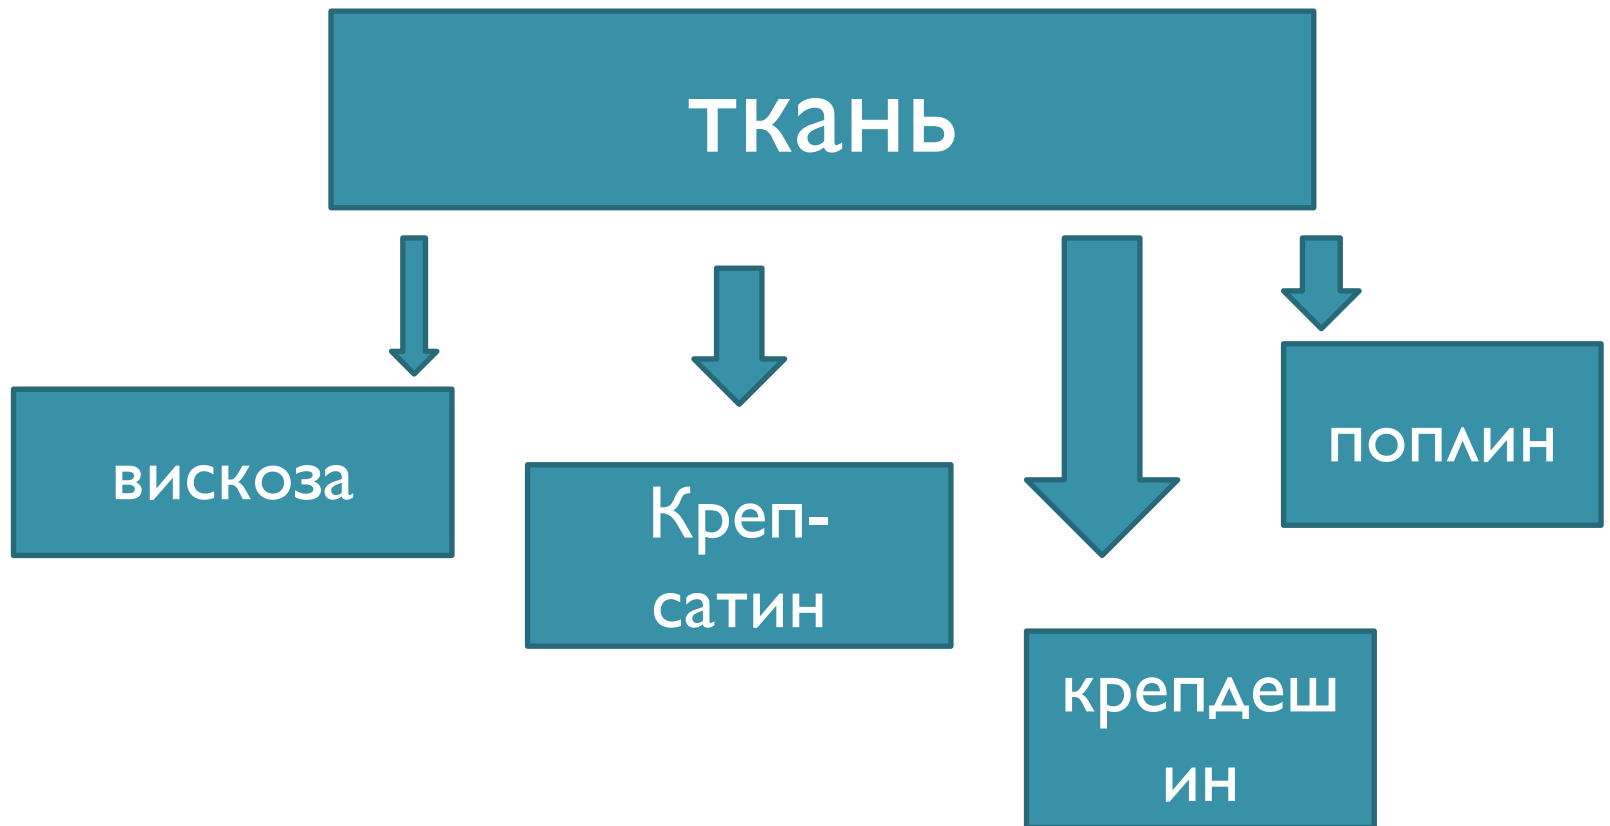 ткань
вискоза
Креп-
сатин
крепдеш
ин
поплин